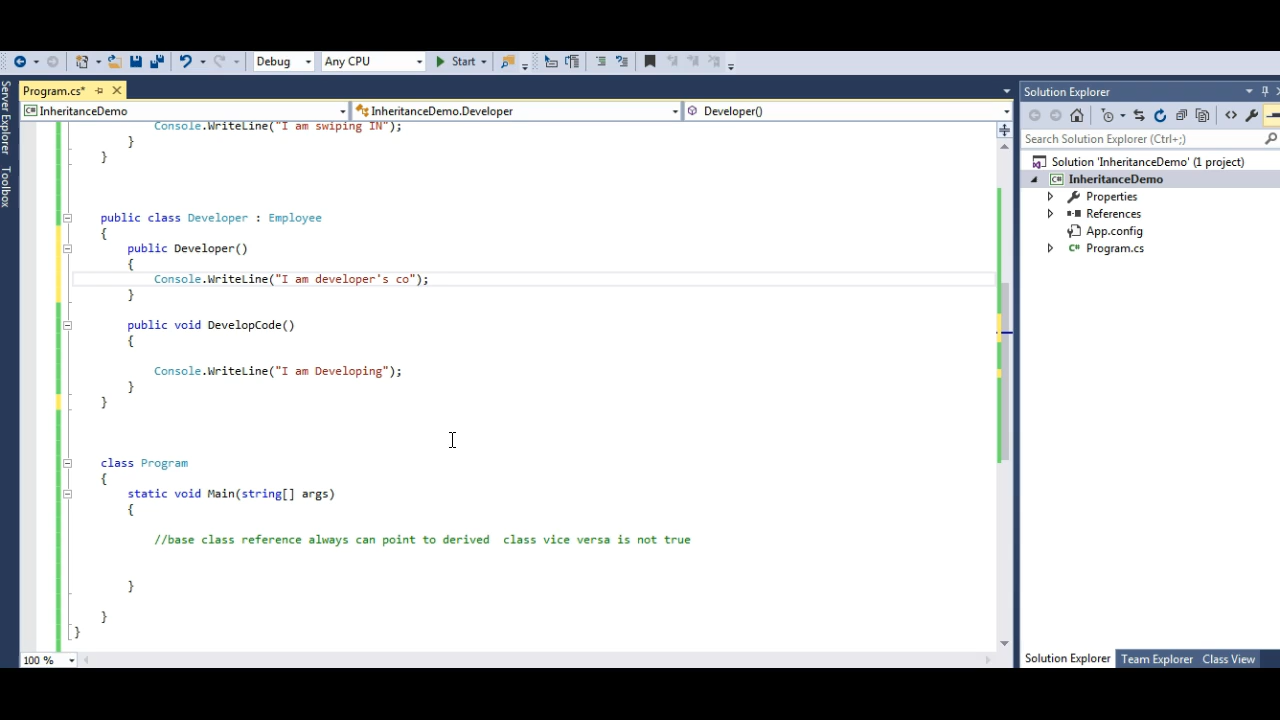 Debug
Any CPU
Start
Program.cs*
Solution Explorer
InheritanceDemo
InheritanceDemo.Developer
Developer()
Server Explorer
Toolbox
Search Solution Explorer (Ctrl+;)
Solution 'InheritanceDemo' (1 project)
InheritanceDemo
Properties
References
App.config
Program.cs
Console.WriteLine("I am swiping IN");
}
}
public class Developer : Employee
{
public Developer()
{
Console.WriteLine("I am developer's co");
}
public void DevelopCode()
{
Console.WriteLine("I am Developing");
}
}
class Program
{
static void Main(string[] args)
{
//base class reference always can point to derived  class vice versa is not true
}
}
}
100 %
Solution Explorer
Team Explorer
Class View